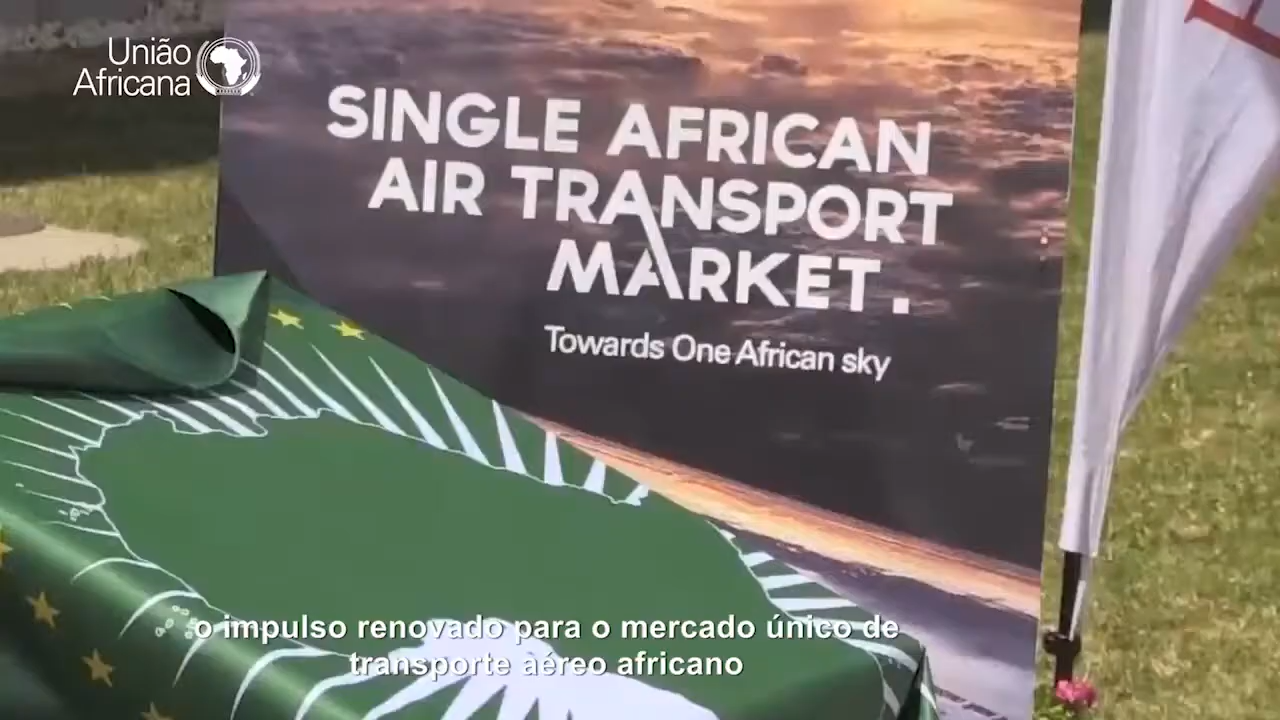 União
Africana
SINGLE AFRICAN
AIR TRANSPORT
MARKET.
Towards One African sky
o impulso renovado para o mercado único de
transporte aéreo africano